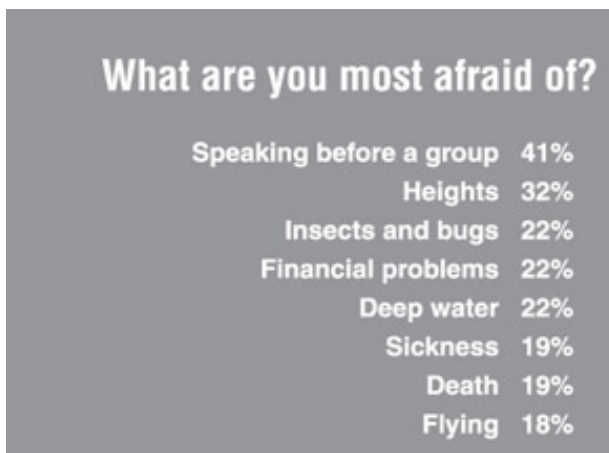 What are you most afraid of?
Speaking before a group 41%
Heights 32%
Insects and bugs 22%
Financial problems 22%
Deep water 22%
Sickness 19%
Death 19%
Flying 18%